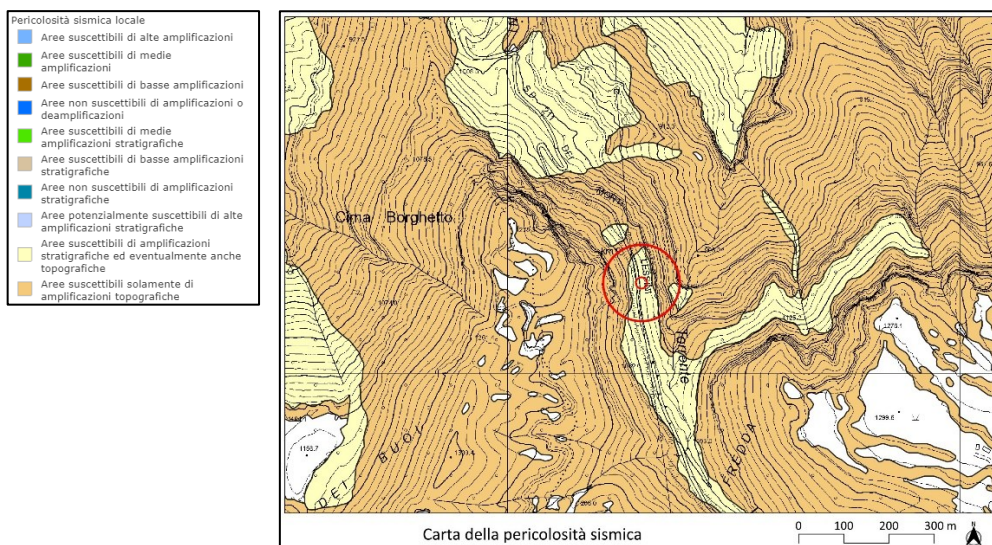 Pericolosità sismica locale
Aree suscettibili di alte amplificazioni
Aree suscettibili di medie
amplificazioni
Aree suscettibili di basse amplificazioni
Aree non suscettibili di amplificazioni o
deamplificazioni
Aree suscettibili di medie
amplificazioni stratigrafiche
Aree suscettibili di basse amplificazioni
stratigrafiche
Aree non suscettibili di amplificazioni
stratigrafiche
Aree potenzialmente suscettibili di alte
amplificazioni stratigrafiche
Aree suscettibili di amplificazioni
stratigrafiche ed eventualmente anche
topografiche
Aree suscettibili solamente di
amplificazioni topografiche
Cima Borghetto
1278.1
1299.6
1156.7
DEI BUOI
FREDDA
Carta della pericolosità sismica
0 100 200 300 m
N